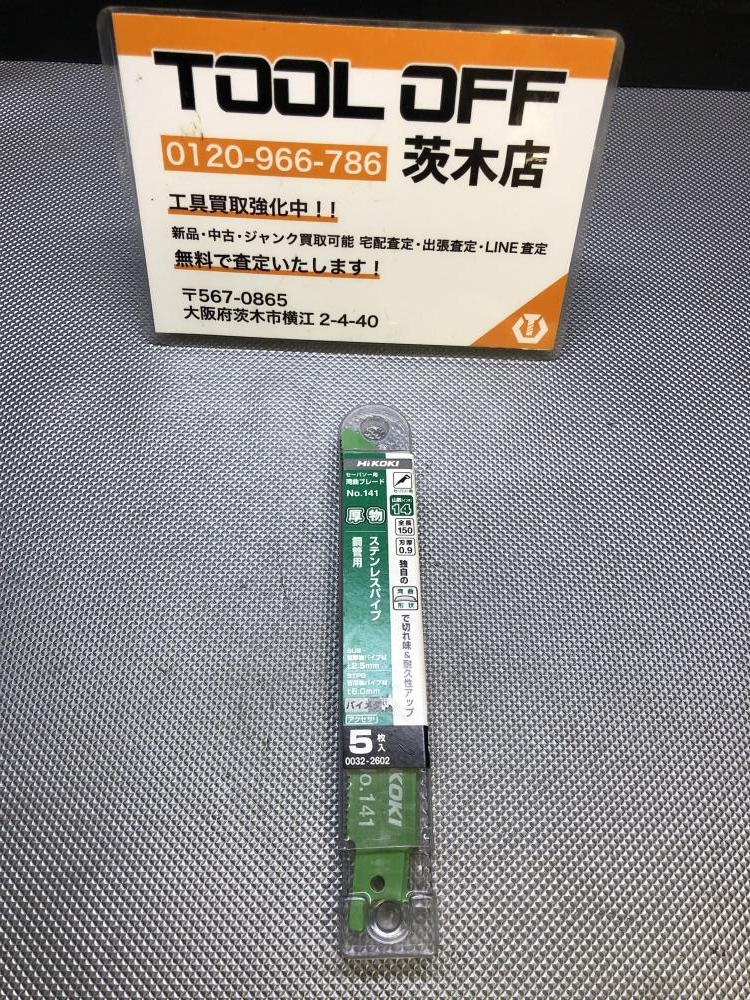 TOOL OFF
0120-966-786 茨木店
工具買取強化中!!
新品・中古・ジャンク買取可能 宅配査定・出張査定・LINE査定
無料で査定いたします!
〒567-0865
大阪府茨木市横江 2-4-40
HiKOKI
セーバソー用
湾曲ブレード
No.141
セーバソー用
14
全長
150
刃厚
0.9
厚物
ステンレスパイプ
鋼管用
独自の
湾曲
形状
で切れ味&耐久性アップ
SUS
t2.5mm
t6.0mm
アクセサリ
5枚入
0032-2602
KOKI
o.141